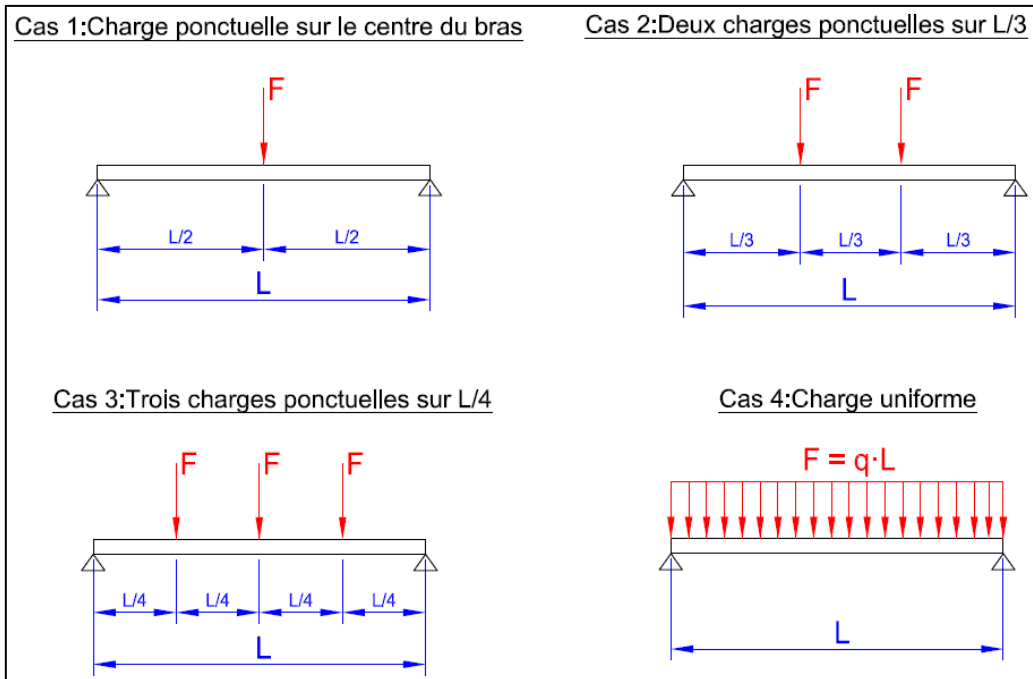 Cas 1:Charge ponctuelle sur le centre du bras
F
L/2
L/2
L
Cas 2:Deux charges ponctuelles sur L/3
F
F
L/3
L/3
L/3
L
Cas 3:Trois charges ponctuelles sur L/4
F
F
F
L/4
L/4
L/4
L/4
L
Cas 4:Charge uniforme
F = q·L
L